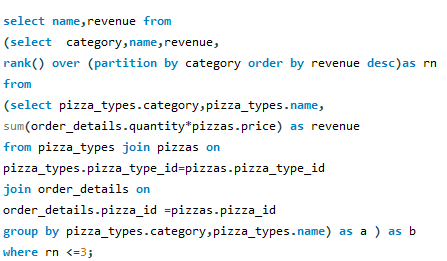 select name,revenue from
(select  category,name,revenue,
rank() over (partition by category order by revenue desc)as rn
from
(select pizza_types.category,pizza_types.name,
sum(order_details.quantity*pizzas.price) as revenue
from pizza_types join pizzas on
pizza_types.pizza_type_id=pizzas.pizza_type_id
join order_details on
order_details.pizza_id =pizzas.pizza_id
group by pizza_types.category,pizza_types.name) as a ) as b
where rn <=3;